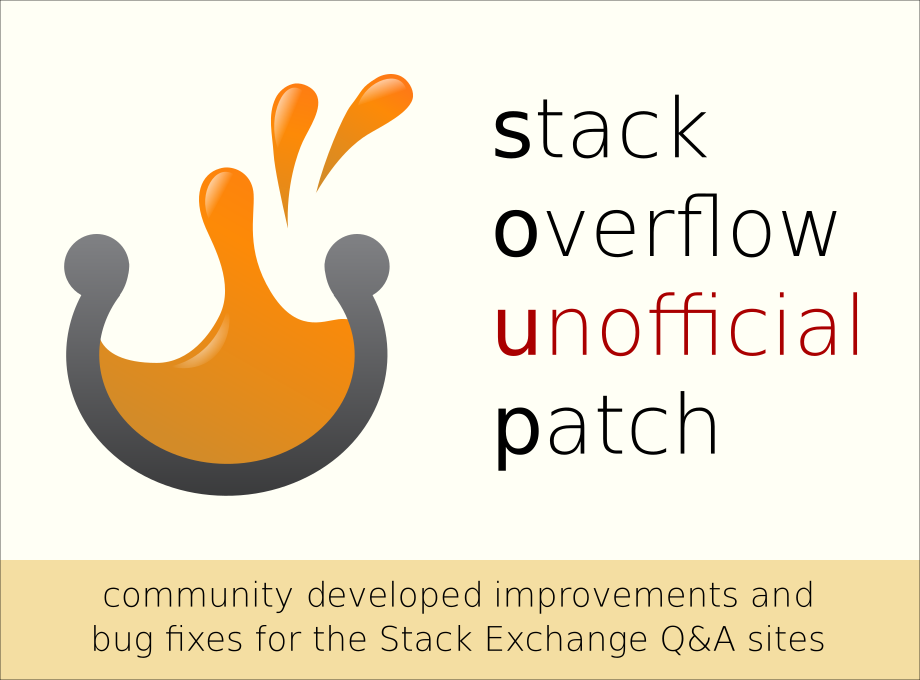 stack
overflow
unofficial
patch
community developed improvements and
bug fixes for the Stack Exchange Q&A sites